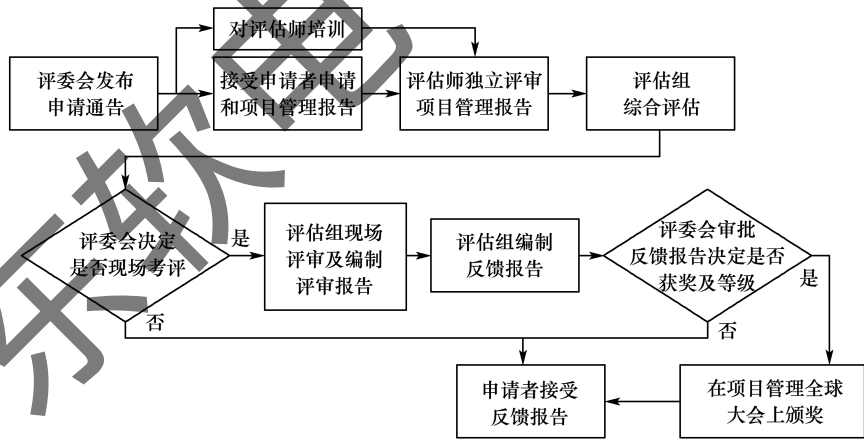 对评估师培训
评委会发布
申请通告
接受申请者申请
和项目管理报告
评估师独立评审
项目管理报告
评估组
综合评估
评委会决定
是否现场考评
是
否
评估组现场
评审及编制
评审报告
评估组编制
反馈报告
评委会审批
反馈报告决定是否
获奖及等级
是
否
申请者接受
反馈报告
在项目管理全球
大会上颁奖
东软电